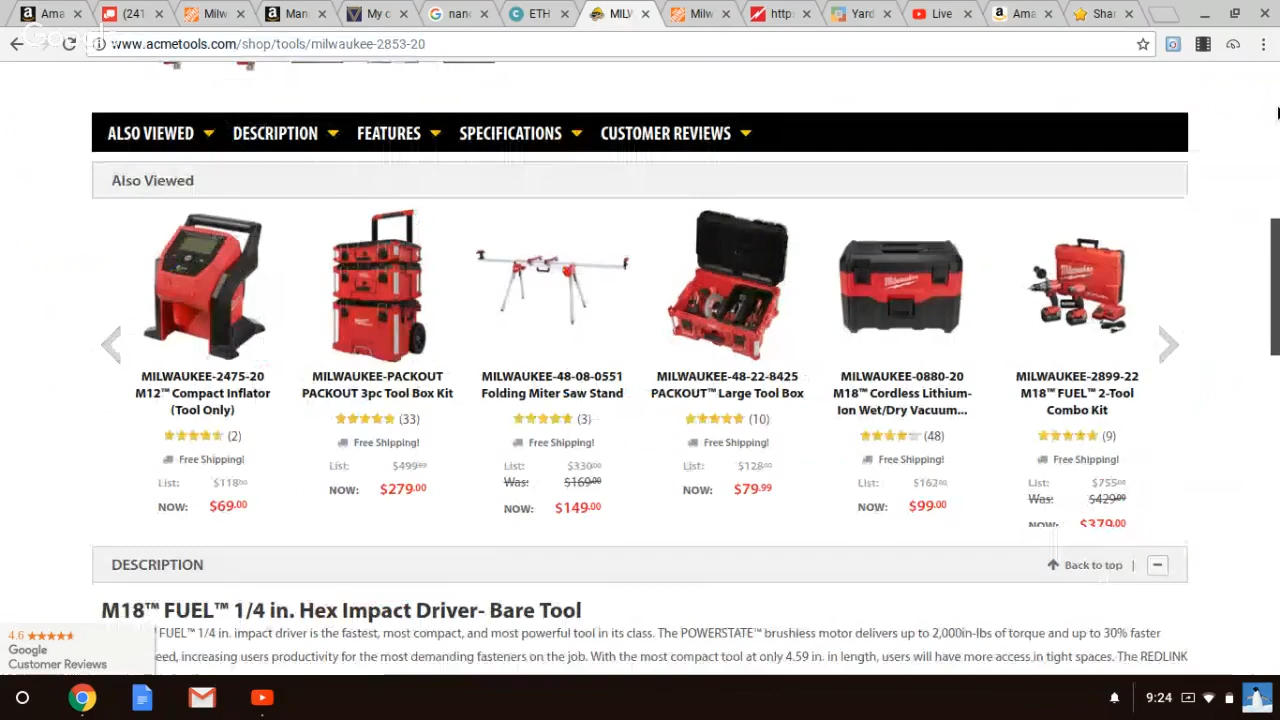 Ama
(241
Milw
Man
My c
nan
ETH
MILW
Milw
http
Yard
Live
Ama
Shar
Google
www.acmetools.com/shop/tools/milwaukee-2853-20
ALSO VIEWED DESCRIPTION FEATURES SPECIFICATIONS CUSTOMER REVIEWS
Also Viewed
MILWAUKEE-2475-20
M12™ Compact Inflator
(Tool Only)
(2)
Free Shipping!
List: $118.00
NOW: $69.00
MILWAUKEE-PACKOUT
PACKOUT 3pc Tool Box Kit
(33)
Free Shipping!
List: $499.99
NOW: $279.00
MILWAUKEE-48-08-0551
Folding Miter Saw Stand
(3)
Free Shipping!
List: $330.00
Was: $169.00
NOW: $149.00
MILWAUKEE-48-22-8425
PACKOUT™ Large Tool Box
(10)
Free Shipping!
List: $128.00
NOW: $79.99
Milwaukee
MILWAUKEE-0880-20
M18™ Cordless Lithium-
Ion Wet/Dry Vacuum...
(48)
Free Shipping!
List: $162.00
NOW: $99.00
Milwaukee
MILWAUKEE-2899-22
M18™ FUEL™ 2-Tool
Combo Kit
(9)
Free Shipping!
List: $755.00
Was: $429.00
NOW: $379.00
DESCRIPTION
Back to top |
M18™ FUEL™ 1/4 in. Hex Impact Driver- Bare Tool
FUEL™ 1/4 in. impact driver is the fastest, most compact, and most powerful tool in its class. The POWERSTATE™ brushless motor delivers up to 2,000in-lbs of torque and up to 30% faster
eed, increasing users productivity for the most demanding fasteners on the job. With the most compact tool at only 4.59 in. in length, users will have more access in tight spaces. The REDLINK
4.6
Google
Customer Reviews
9:24